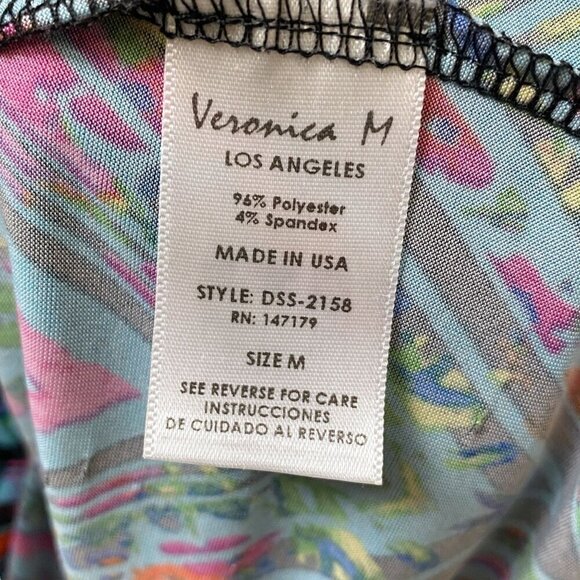 Veronica M
LOS ANGELES
96% Polyester
4% Spandex
MADE IN USA
STYLE: DSS-2158
RN: 147179
SIZE M
SEE REVERSE FOR CARE
INSTRUCCIONES
DE CUIDADO AL REVERSO